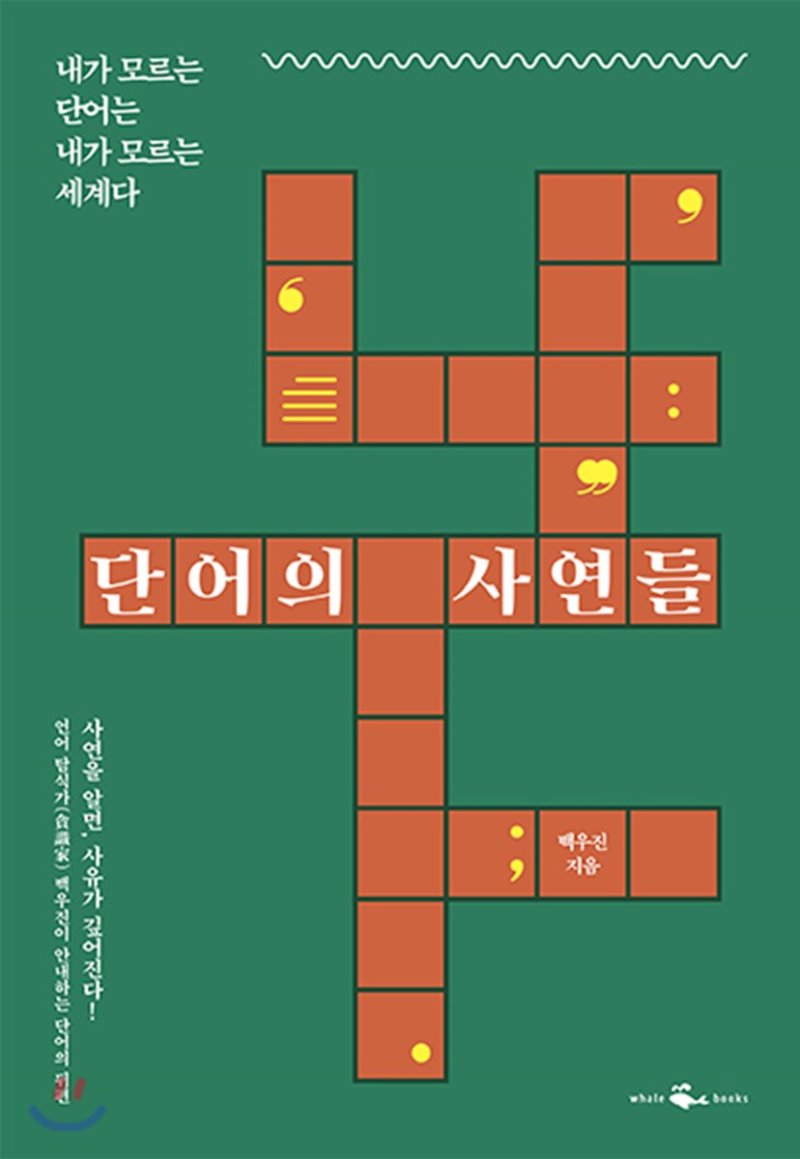 내가 모르는
단어는
내가 모르는
세계다
단어의 사연들
사연을 알면, 사유가 깊어진다!
언어 탐식가(貪識家) 백우진이 안내하는 단어의
백우진
지음
whale books